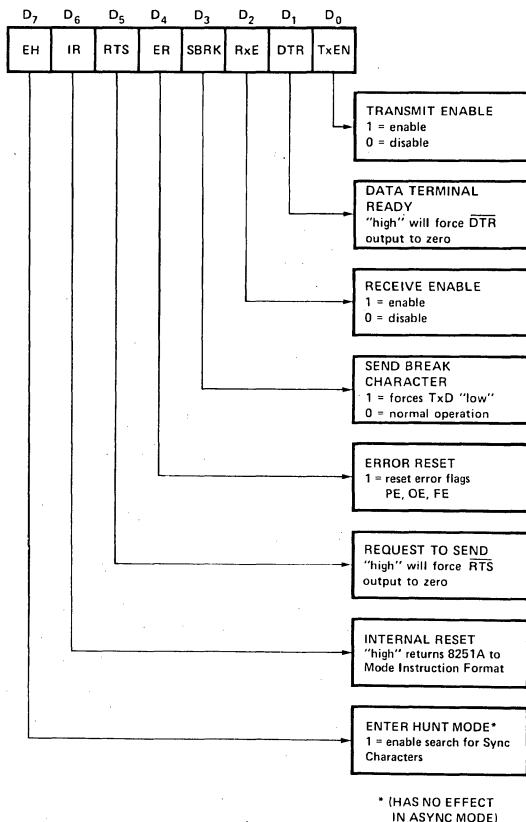 D7 D6 D5 D4 D3 D2 D1 D0
EH IR RTS ER SBRK RxE DTR TxEN
TRANSMIT ENABLE
1 = enable
0 = disable
DATA TERMINAL
READY
"high" will force DTR
output to zero
RECEIVE ENABLE
1 = enable
0 = disable
SEND BREAK
CHARACTER
1 = forces TxD "low"
0 = normal operation
ERROR RESET
1 = reset error flags
PE, OE, FE
REQUEST TO SEND
"high" will force RTS
output to zero
INTERNAL RESET
"high" returns 8251A to
Mode Instruction Format
ENTER HUNT MODE*
1 = enable search for Sync
Characters
* (HAS NO EFFECT
IN ASYNC MODE)